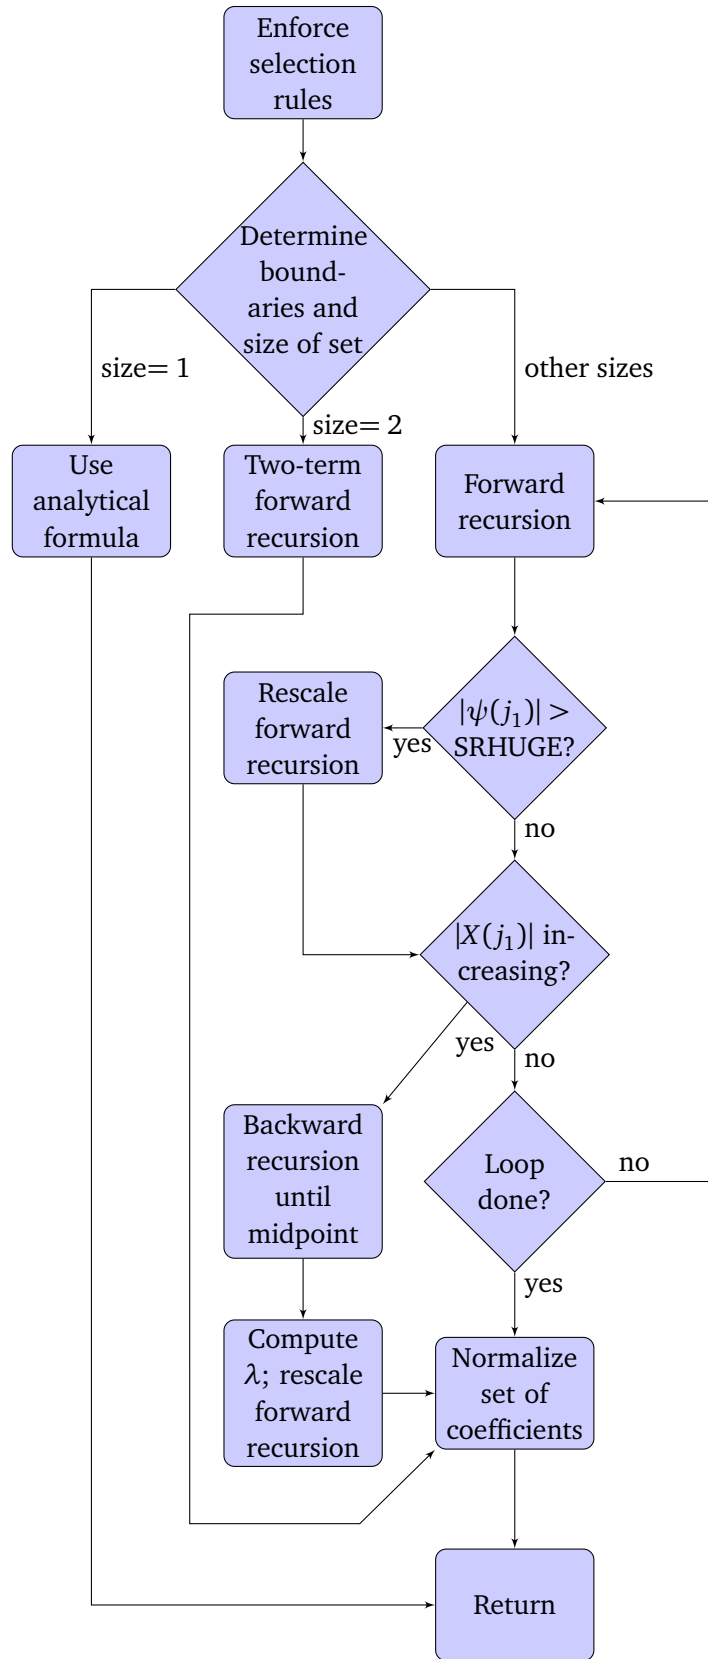 Enforce
selection
rules
Determine
bound-
aries and
size of set
size= 1
other sizes
size= 2
Use
analytical
formula
Two-term
forward
recursion
Forward
recursion
Rescale
forward
recursion
|ψ(j₁)| >
SRHUGE?
yes
no
|X(j₁)| in-
creasing?
yes
no
Backward
recursion
until
midpoint
Loop
done?
no
yes
Compute
λ; rescale
forward
recursion
Normalize
set of
coefficients
Return